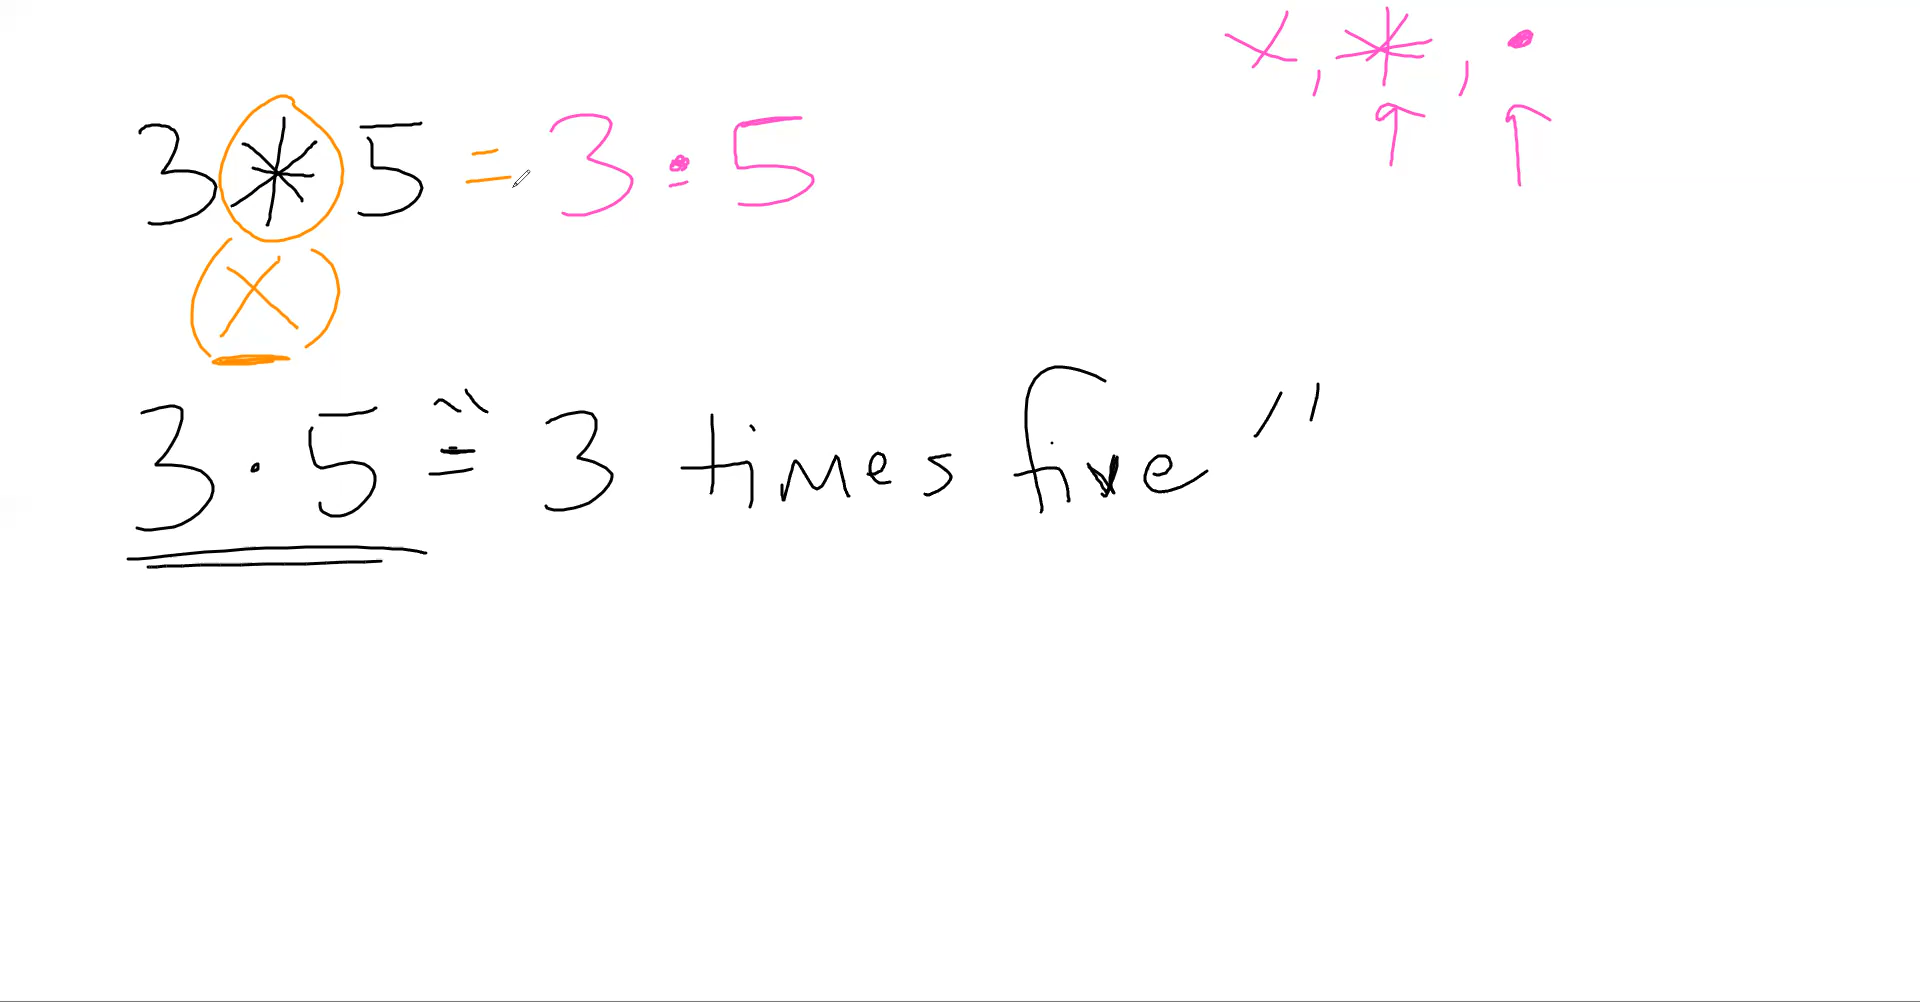 ×, *, •
3 * 5 = 3 • 5
(×)
3 · 5 = "3 times five"